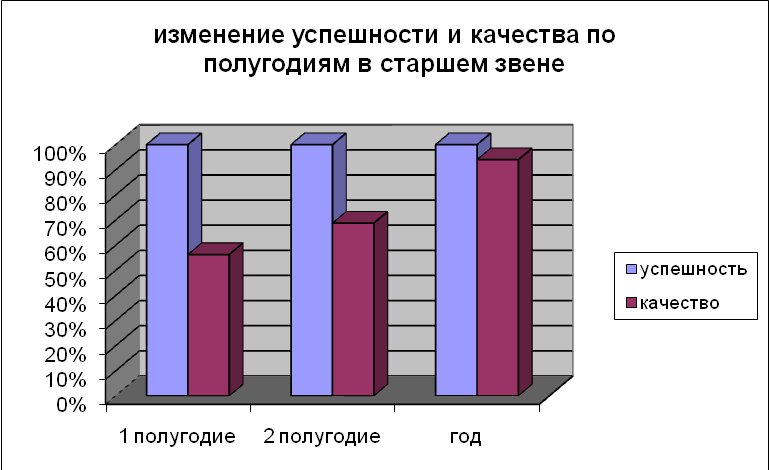 изменение успешности и качества по
полугодиям в старшем звене
100%
90%
80%
70%
60%
50%
40%
30%
20%
10%
0%
1 полугодие
2 полугодие
год
успешность
качество